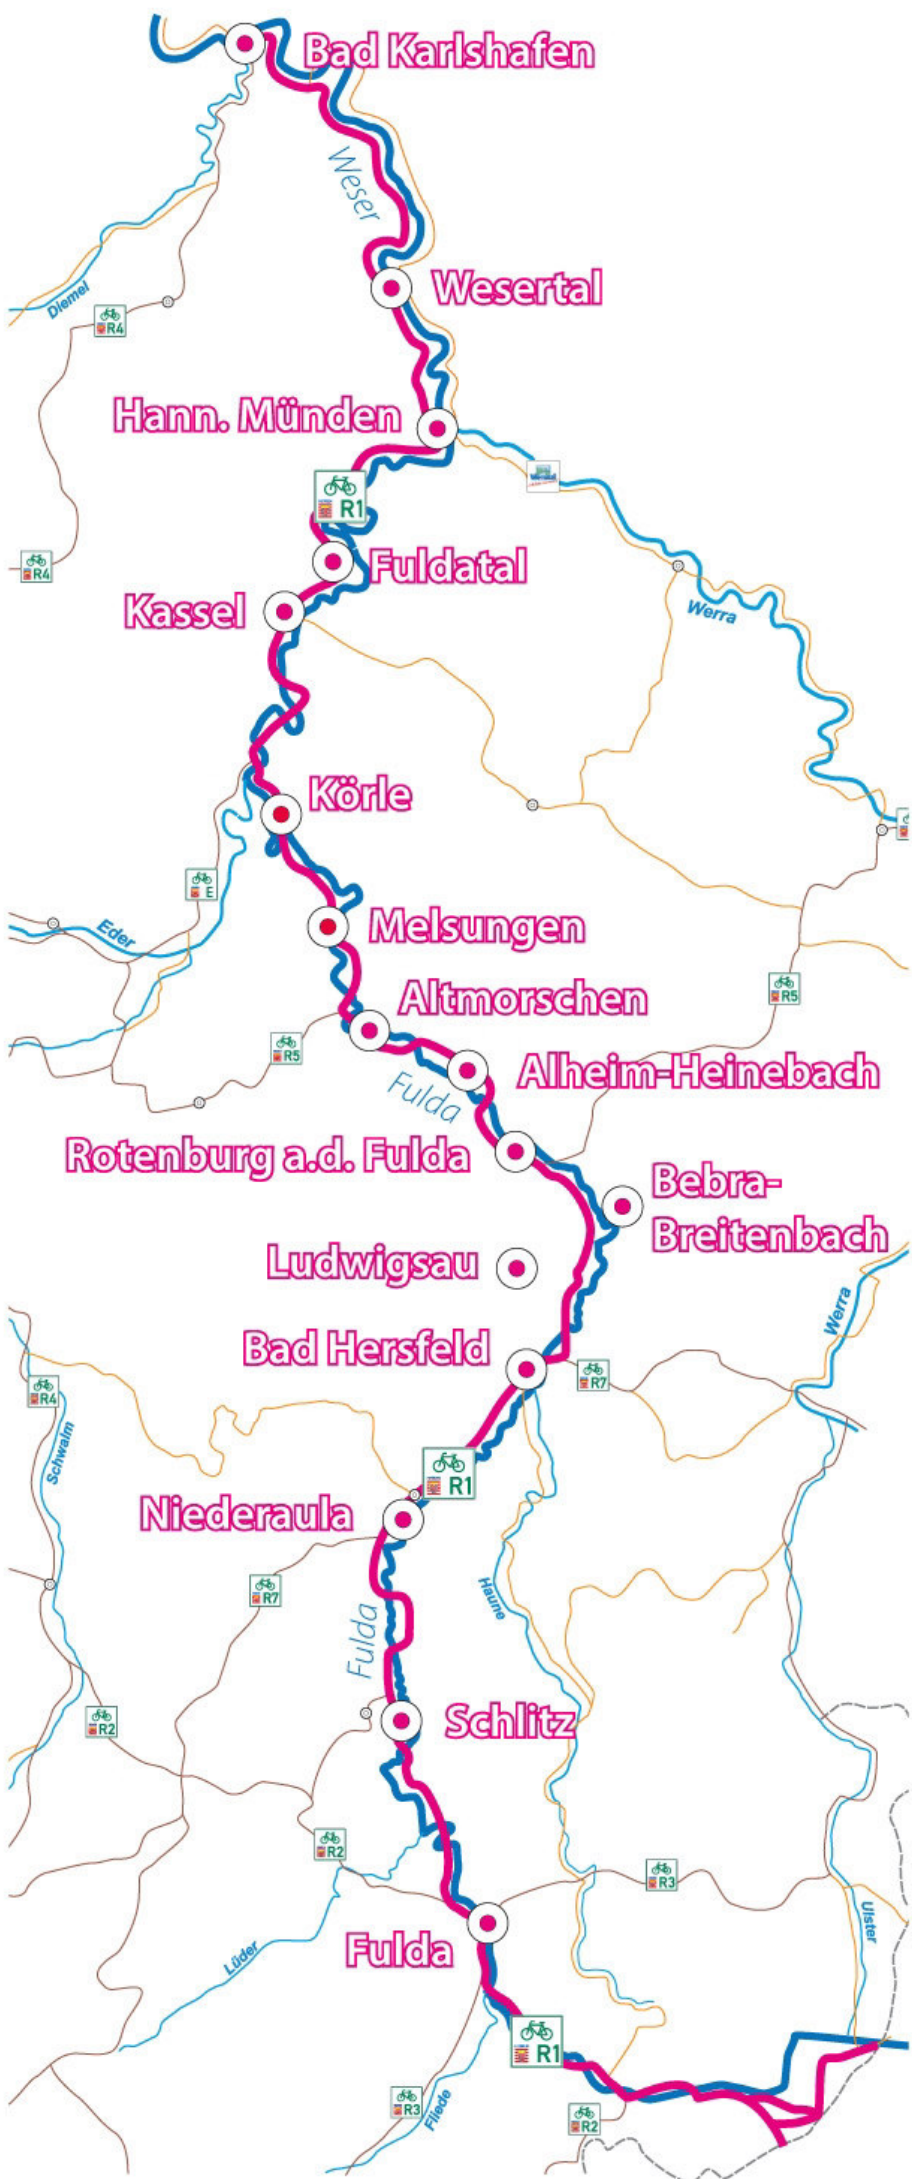 Bad Karlshafen
Weser
Wesertal
Diemel
R4
Hann. Münden
R1
R4
Fuldatal
Kassel
Werra
Körle
E
Melsungen
Eder
R5
Altmorschen
R5
Alheim-Heinebach
Fulda
Rotenburg a.d. Fulda
Bebra-
Breitenbach
Ludwigsau
Werra
Bad Hersfeld
R7
R4
Schwalm
R1
Niederaula
R7
Haune
Fulda
R2
Schlitz
R2
R3
Ulster
Fulda
Lüder
R1
R3
Fliede
R2